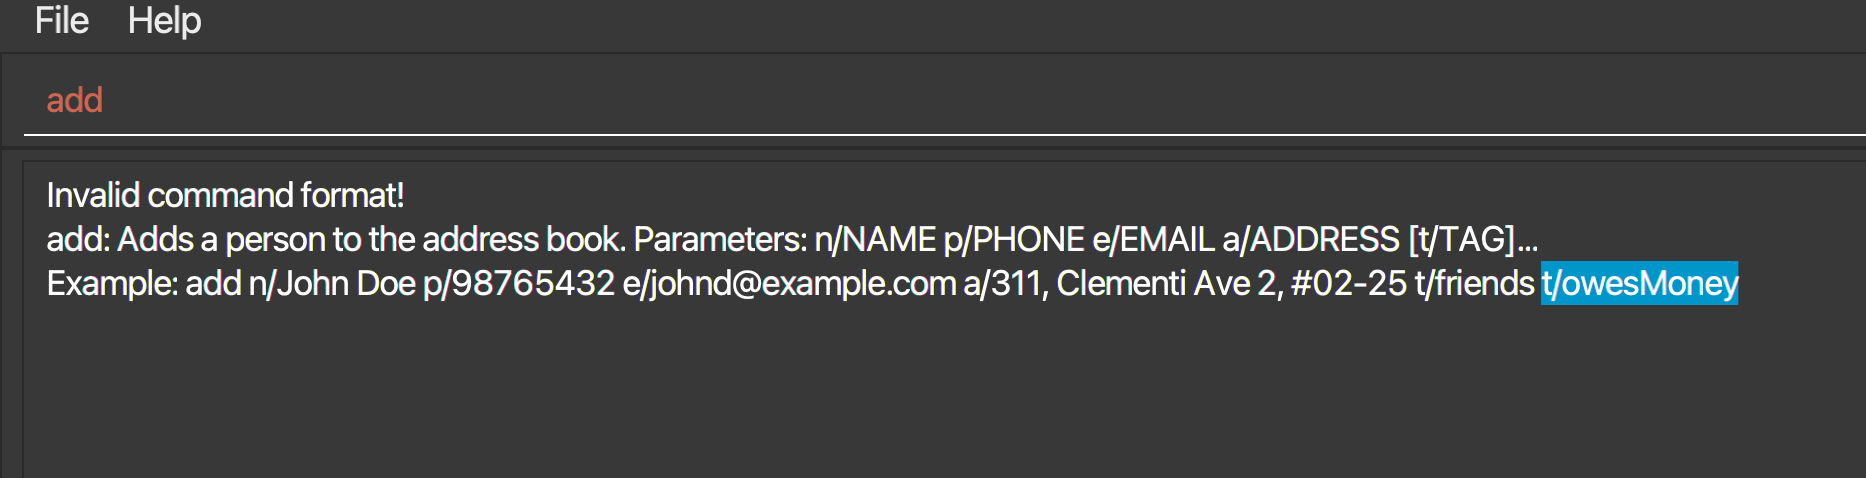 File Help
add
Invalid command format!
add: Adds a person to the address book. Parameters: n/NAME p/PHONE e/EMAIL a/ADDRESS [t/TAG]...
Example: add n/John Doe p/98765432 e/johnd@example.com a/311, Clementi Ave 2, #02-25 t/friends t/owesMoney